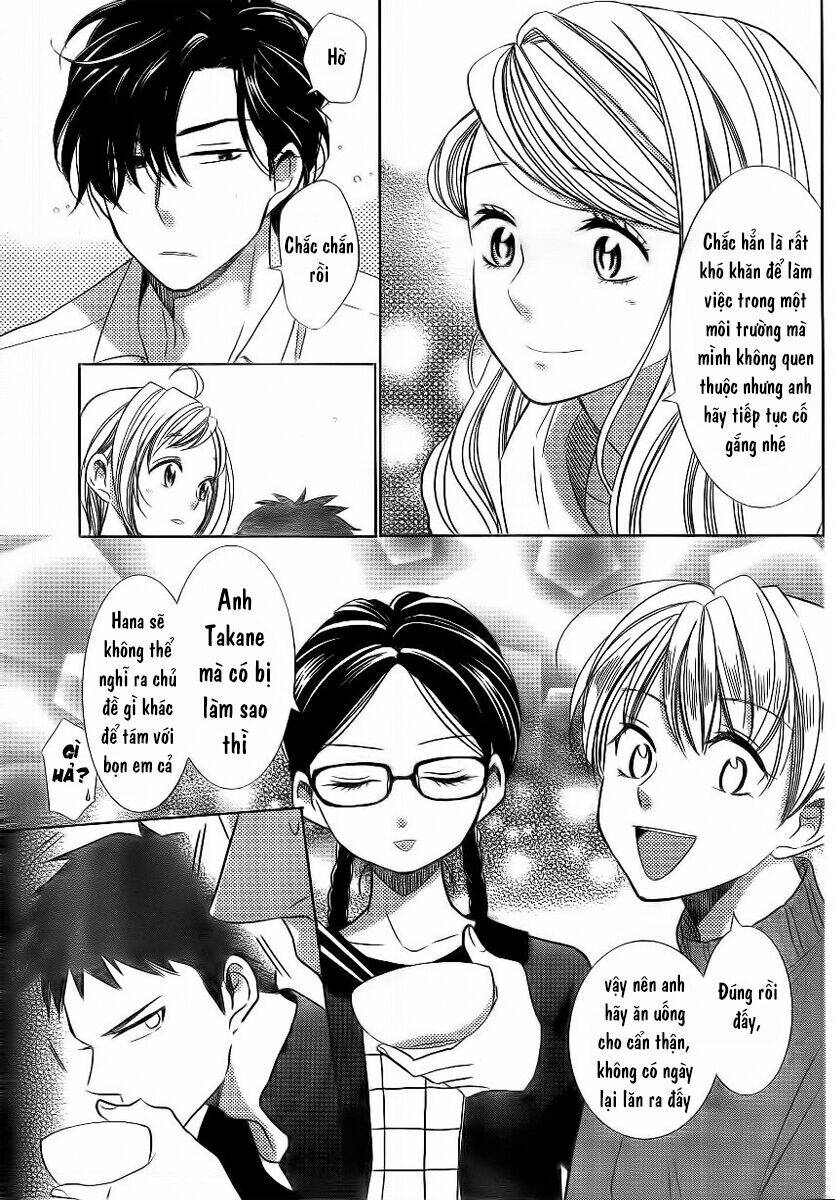 Chắc hẳn là rất
khó khăn để làm
việc trong một
môi trường mà
mình không quen
thuộc nhưng anh
hãy tiếp tục cố
gắng nhé
Hờ
Chắc chắn
rồi
Anh
Takane
mà có bị
làm sao thì
Hana sẽ
không thể
nghĩ ra chủ
đề gì khác
để tám với
bọn em cả
GÌ
HẢ?
Đúng rồi
đấy,
vậy nên anh
hãy ăn uống
cho cẩn thận,
không có ngày
lại lăn ra đấy